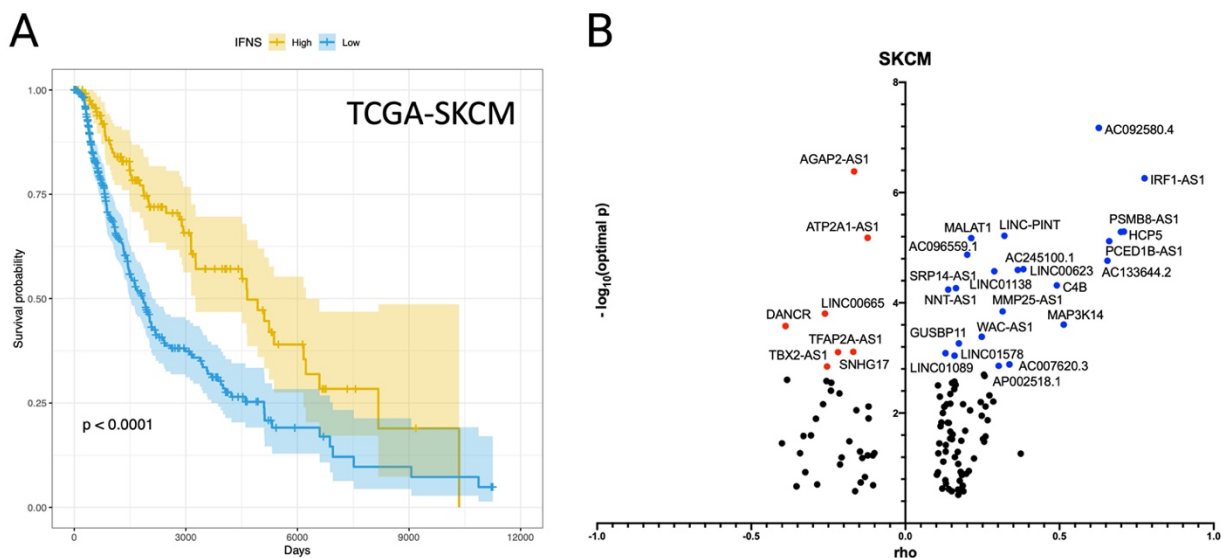 A
IFNS High Low
TCGA-SKCM
Survival probability
1.00
0.75
0.50
0.25
0.00
p < 0.0001
0 3000 6000 9000 12000
Days
B
SKCM
- log10(optimal p)
8
6
4
2
AC092580.4
AGAP2-AS1
IRF1-AS1
ATP2A1-AS1
MALAT1
LINC-PINT
PSMB8-AS1
HCP5
AC096559.1
PCED1B-AS1
AC245100.1
AC133644.2
SRP14-AS1
LINC00623
LINC01138
C4B
NNT-AS1
MMP25-AS1
LINC00665
MAP3K14
DANCR
GUSBP11
WAC-AS1
TFAP2A-AS1
TBX2-AS1
SNHG17
LINC01578
LINC01089
AC007620.3
AP002518.1
-1.0 -0.5 0.0 0.5 1.0
rho